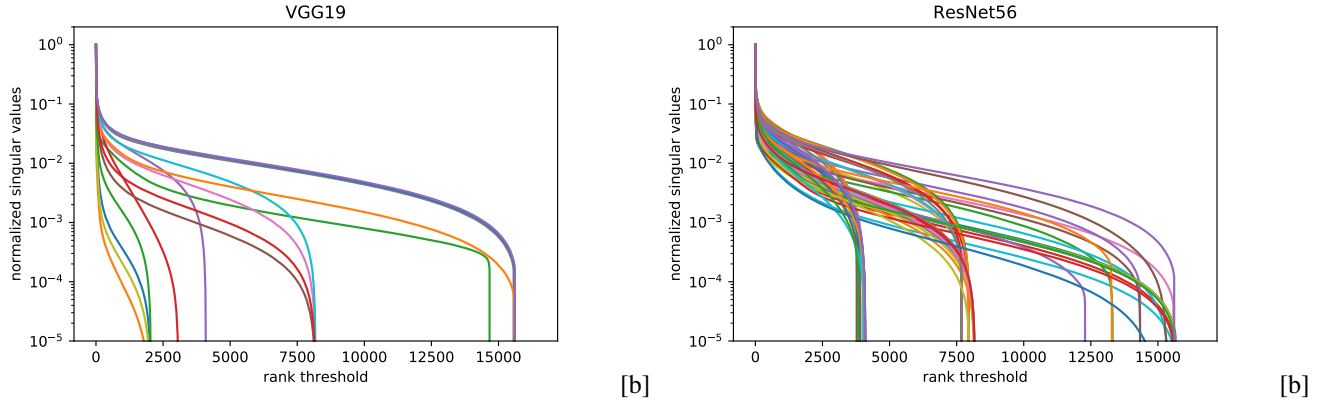 VGG19
10⁰
10⁻¹
10⁻²
10⁻³
10⁻⁴
10⁻⁵
normalized singular values
0 2500 5000 7500 10000 12500 15000
rank threshold
[b]
ResNet56
10⁰
10⁻¹
10⁻²
10⁻³
10⁻⁴
10⁻⁵
normalized singular values
0 2500 5000 7500 10000 12500 15000
rank threshold
[b]